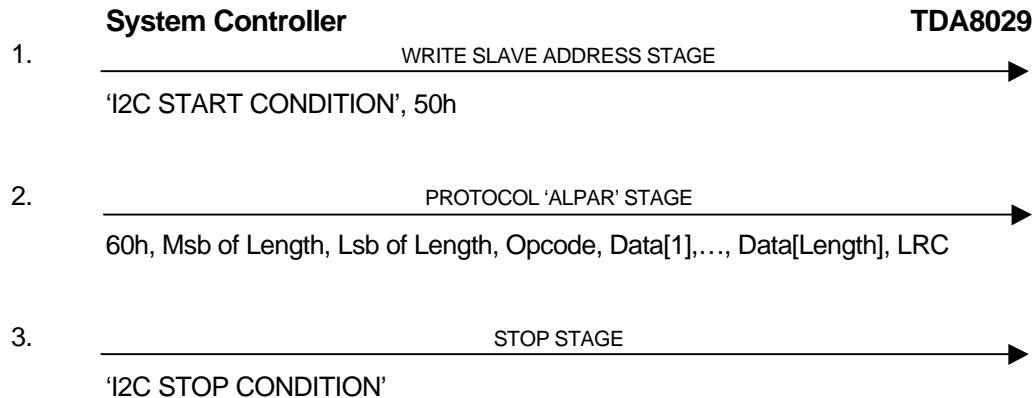 System Controller TDA8029
1. WRITE SLAVE ADDRESS STAGE
‘I2C START CONDITION’, 50h
2. PROTOCOL ‘ALPAR’ STAGE
60h, Msb of Length, Lsb of Length, Opcode, Data[1],…, Data[Length], LRC
3. STOP STAGE
‘I2C STOP CONDITION’